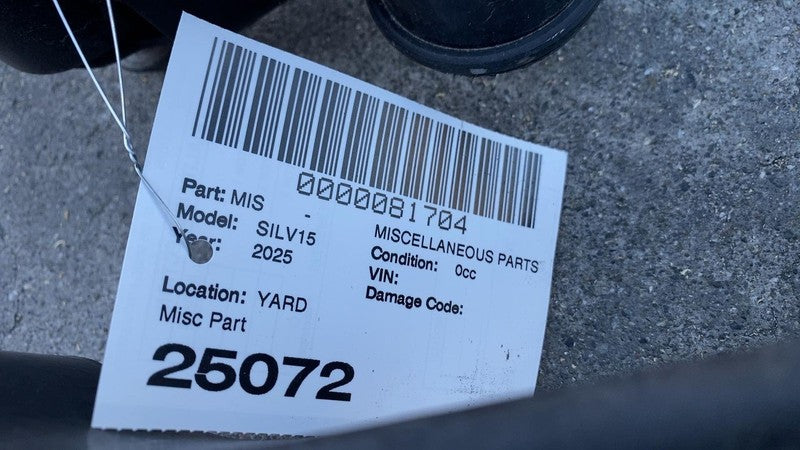 0000081704
Part: MIS -
Model: SILV15
Year: 2025
MISCELLANEOUS PARTS
Condition: 0cc
VIN:
Damage Code:
Location: YARD
Misc Part
25072